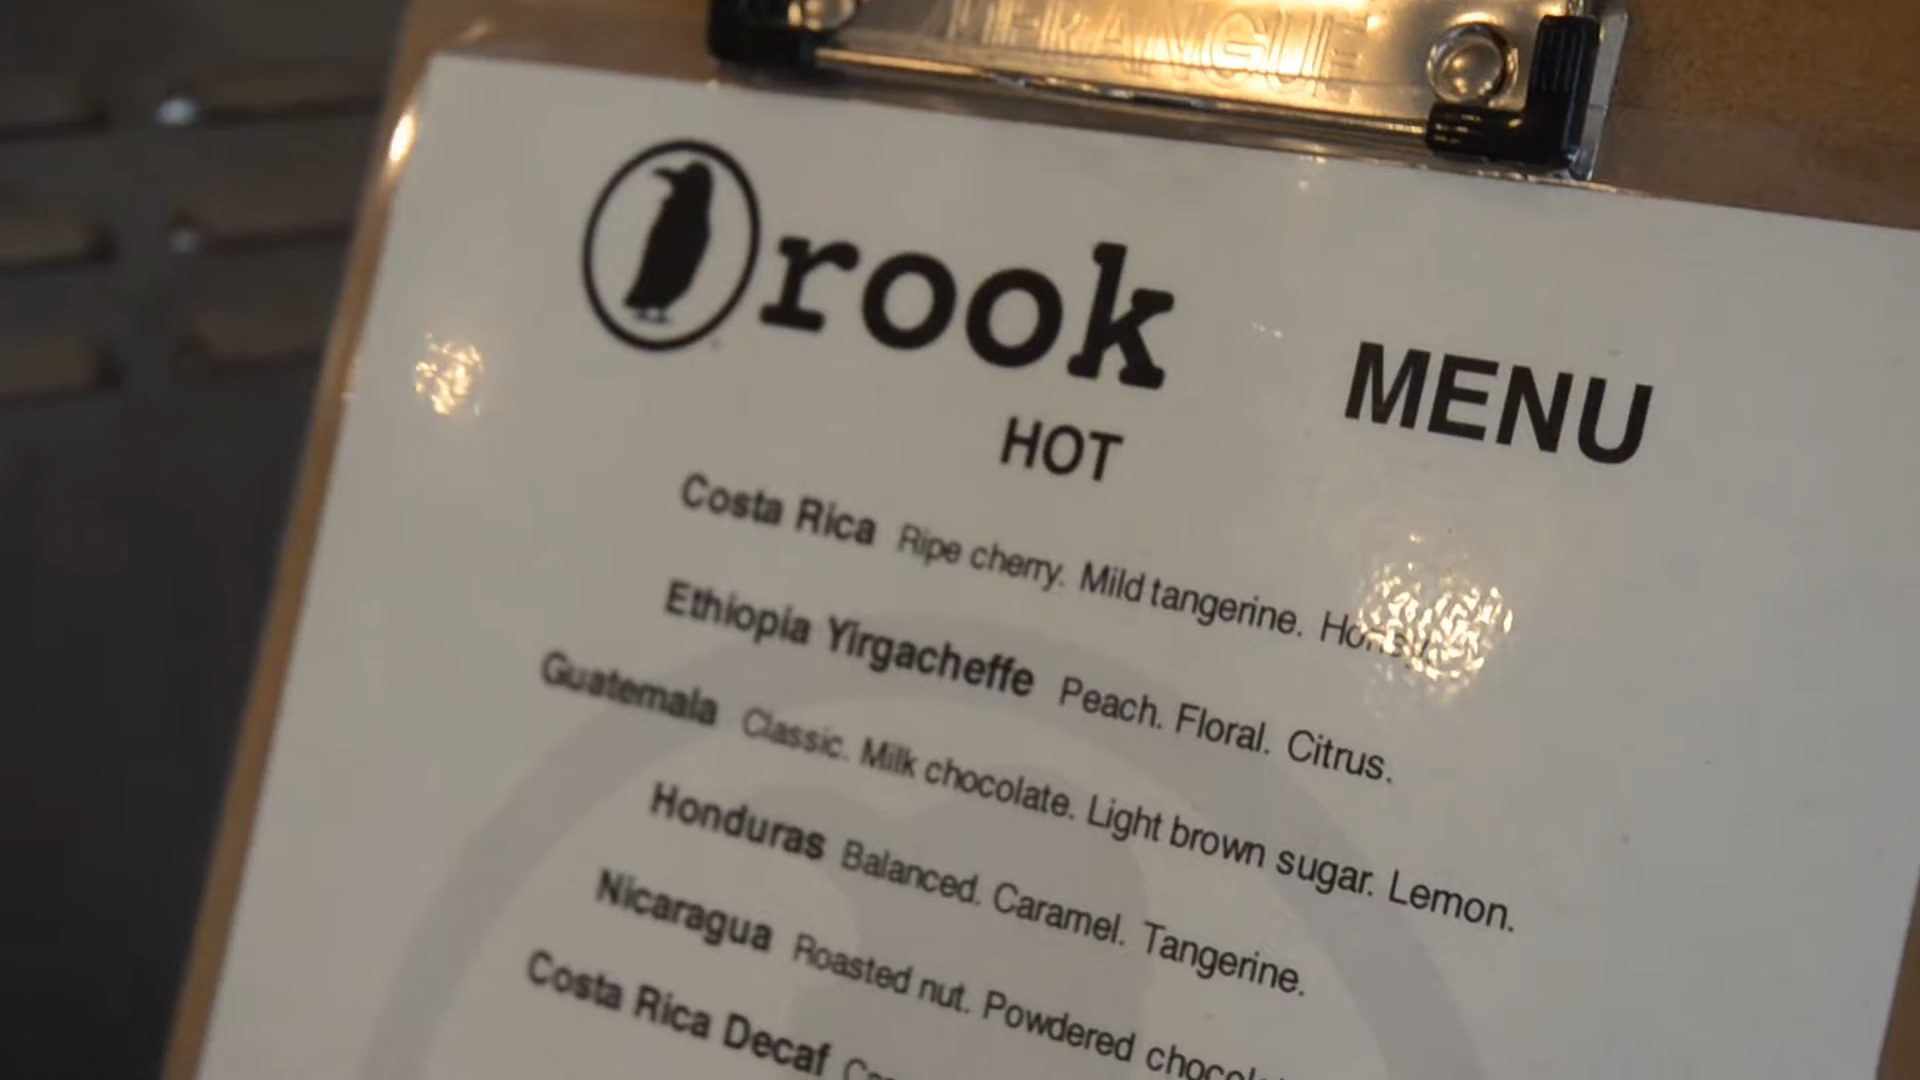 rook
MENU
HOT
Costa Rica Ripe cherry. Mild tangerine. Honey
Ethiopia Yirgacheffe Peach. Floral. Citrus.
Guatemala Classic. Milk chocolate. Light brown sugar. Lemon.
Honduras Balanced. Caramel. Tangerine.
Nicaragua Roasted nut. Powdered
Costa Rica Decaf